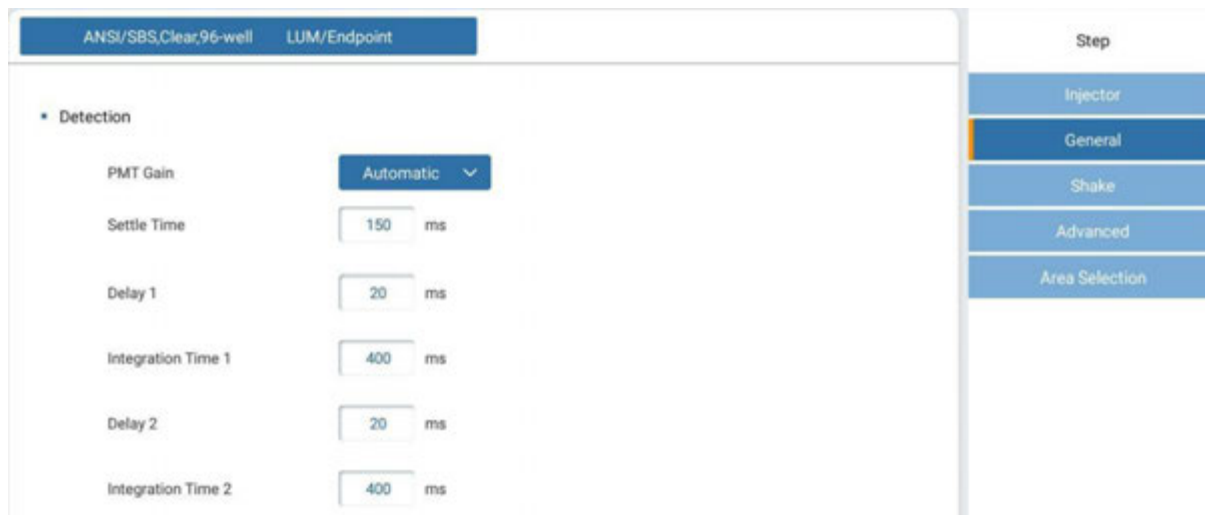 ANSI/SBS,Clear,96-well LUM/Endpoint
Detection
PMT Gain Automatic
Settle Time 150 ms
Delay 1 20 ms
Integration Time 1 400 ms
Delay 2 20 ms
Integration Time 2 400 ms
Step
Injector
General
Shake
Advanced
Area Selection